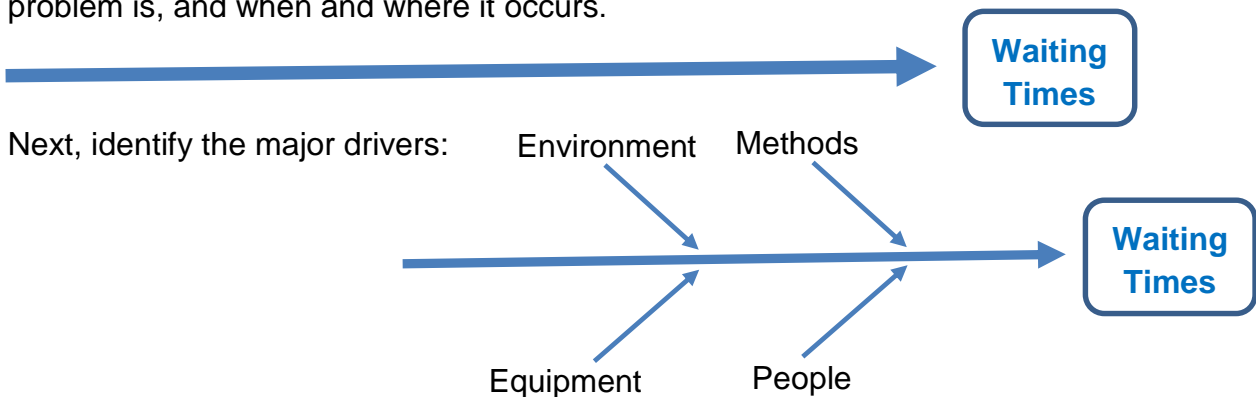 problem is, and when and where it occurs.
Waiting
Times
Next, identify the major drivers:
Environment
Methods
Waiting
Times
Equipment
People